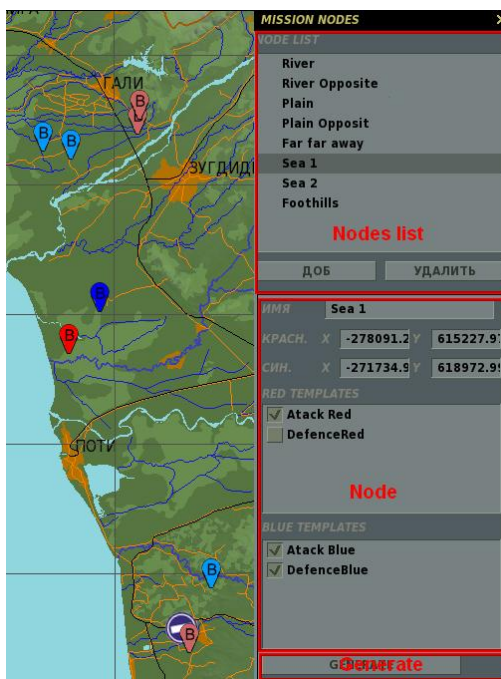 MISSION NODES
NODE LIST
River
River Opposite
Plain
Plain Opposit
Far far away
Sea 1
Sea 2
Foothills
Nodes list
ДОБ УДАЛИТЬ
ИМЯ Sea 1
КРАСН. X -278091.2 Y 615227.97
СИН. X -271734.9 Y 618972.99
RED TEMPLATES
Atack Red
DefenceRed
Node
BLUE TEMPLATES
Atack Blue
DefenceBlue
Generate
ГАЛИ
B
B B
ЗУГДИДИ
B
B
ПОТИ
B
B